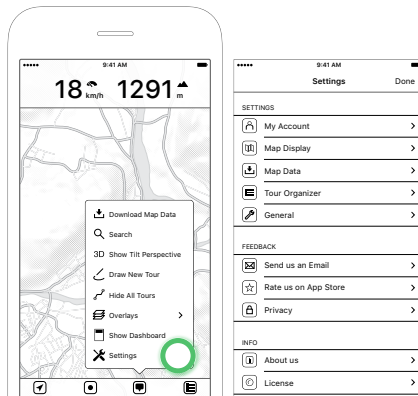 9:41 AM
18 km/h 1291 m
Download Map Data
Search
3D Show Tilt Perspective
Draw New Tour
Hide All Tours
Overlays
Show Dashboard
Settings
9:41 AM
Settings Done
SETTINGS
My Account
Map Display
Map Data
Tour Organizer
General
FEEDBACK
Send us an Email
Rate us on App Store
Privacy
INFO
About us
License